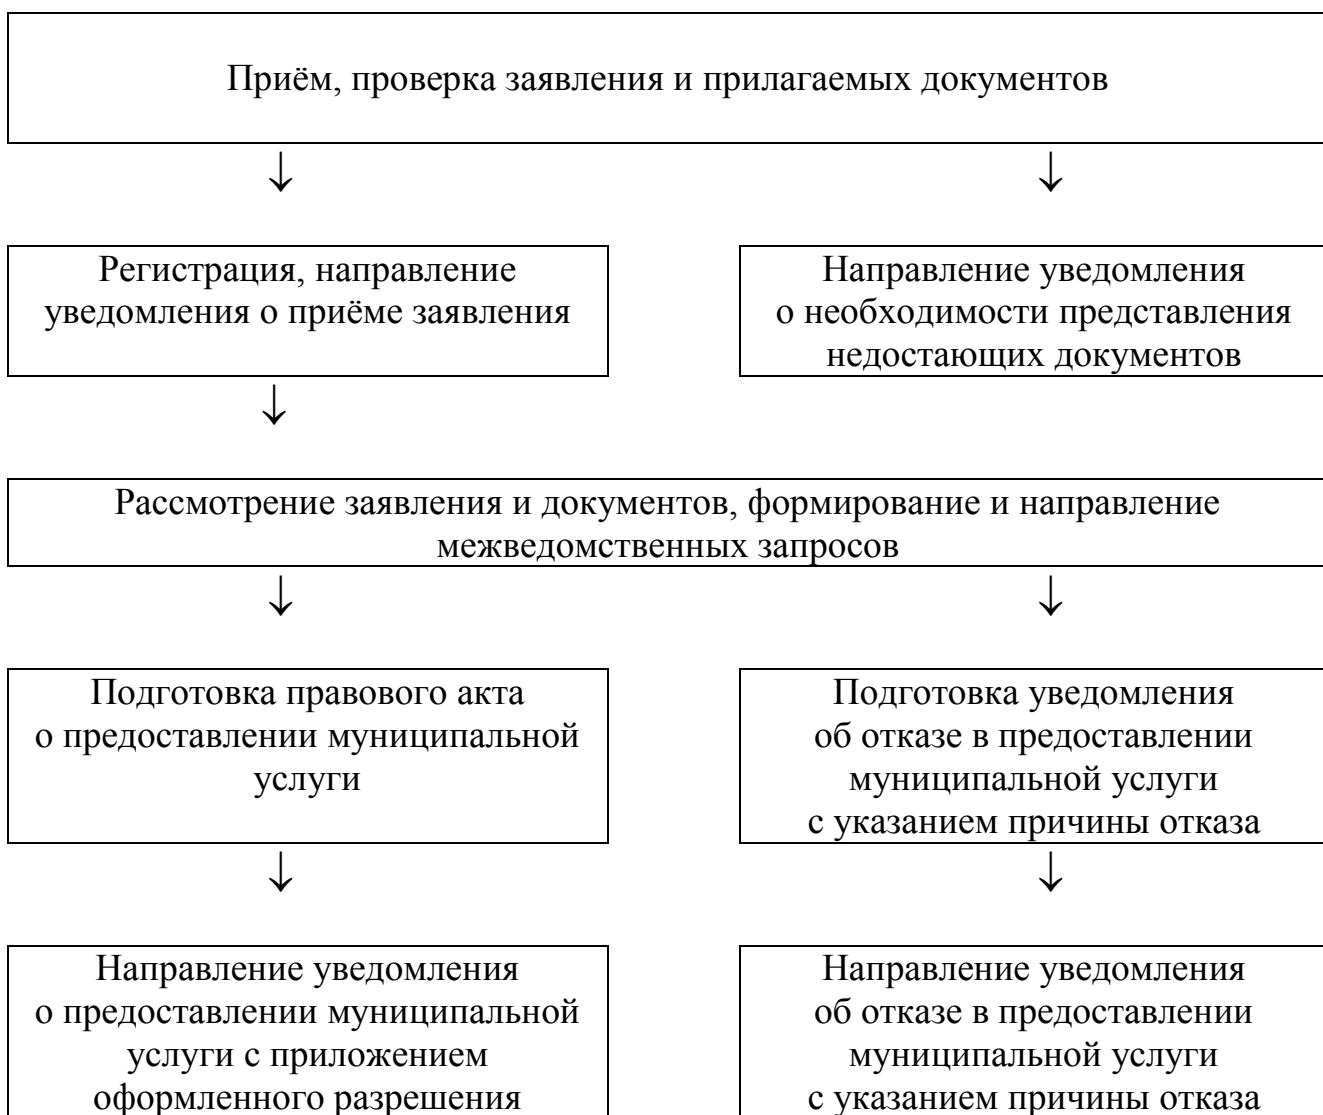 Приём, проверка заявления и прилагаемых документов
↓
↓
Регистрация, направление
уведомления о приёме заявления
Направление уведомления
о необходимости представления
недостающих документов
↓
Рассмотрение заявления и документов, формирование и направление
межведомственных запросов
↓
↓
Подготовка правового акта
о предоставлении муниципальной
услуги
Подготовка уведомления
об отказе в предоставлении
муниципальной услуги
с указанием причины отказа
↓
↓
Направление уведомления
о предоставлении муниципальной
услуги с приложением
оформленного разрешения
Направление уведомления
об отказе в предоставлении
муниципальной услуги
с указанием причины отказа